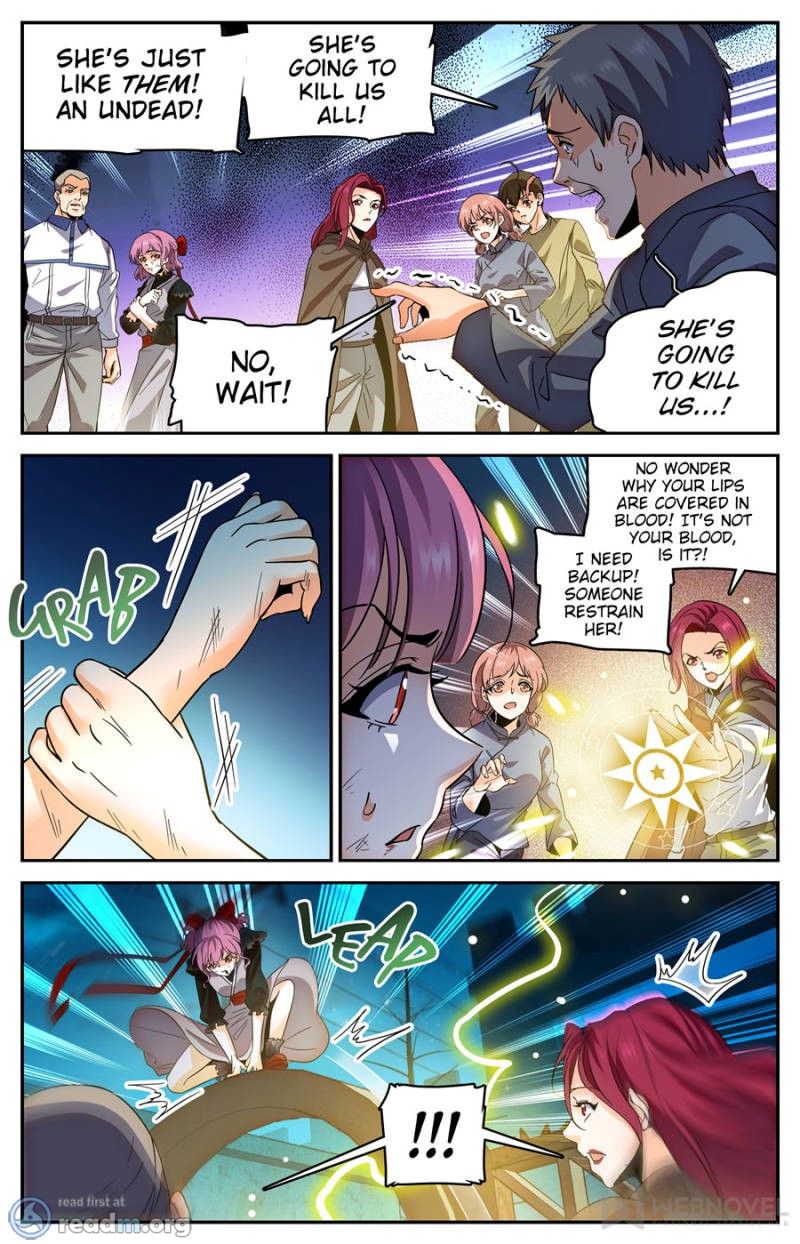 SHE'S JUST
LIKE THEM!
AN UNDEAD!
SHE'S
GOING TO
KILL US
ALL!
NO,
WAIT!
SHE'S
GOING
TO KILL
US...!
GRAB
NO WONDER
WHY YOUR LIPS
ARE COVERED IN
BLOOD! IT'S NOT
YOUR BLOOD,
IS IT?!
I NEED
BACKUP!
SOMEONE
RESTRAIN
HER!
LEAP
!!!
read first at
readm.org
WEBNOVEL